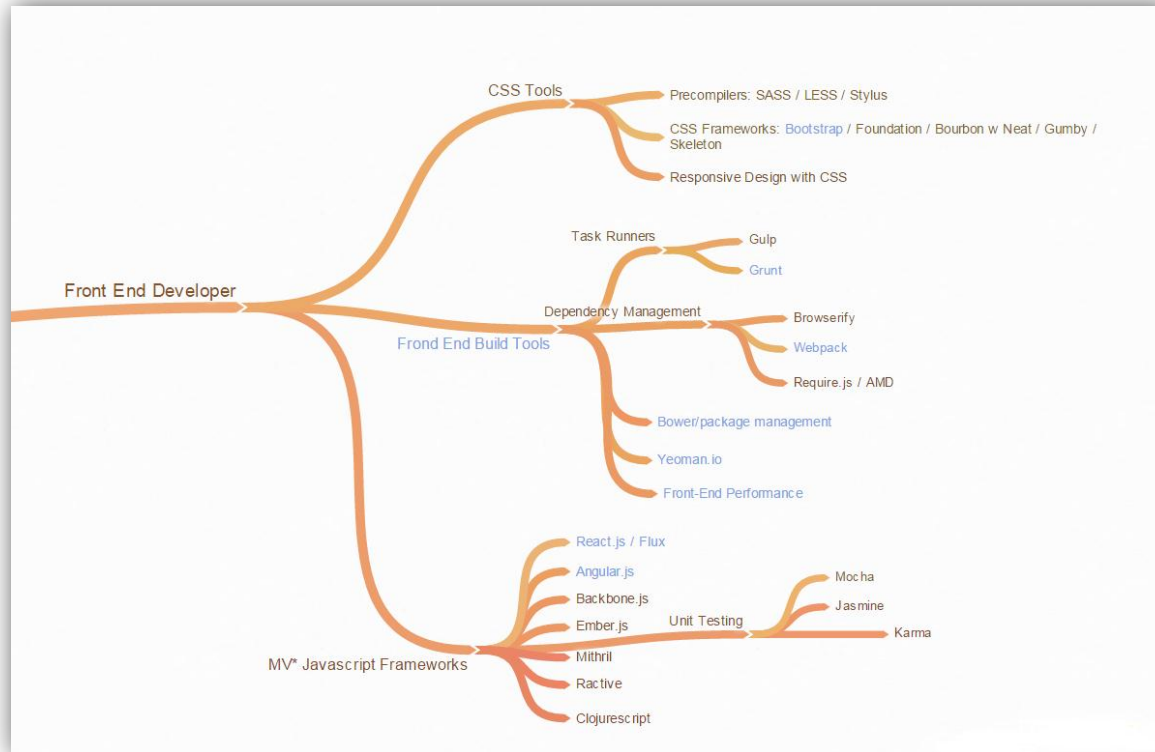 CSS Tools
Precompilers: SASS / LESS / Stylus
CSS Frameworks: Bootstrap / Foundation / Bourbon w Neat / Gumby /
Skeleton
Responsive Design with CSS
Front End Developer
Task Runners
Gulp
Grunt
Dependency Management
Frond End Build Tools
Browserify
Webpack
Require.js / AMD
Bower/package management
Yeoman.io
Front-End Performance
MV* Javascript Frameworks
React.js / Flux
Angular.js
Backbone.js
Ember.js
Unit Testing
Mocha
Jasmine
Karma
Mithril
Ractive
Clojurescript